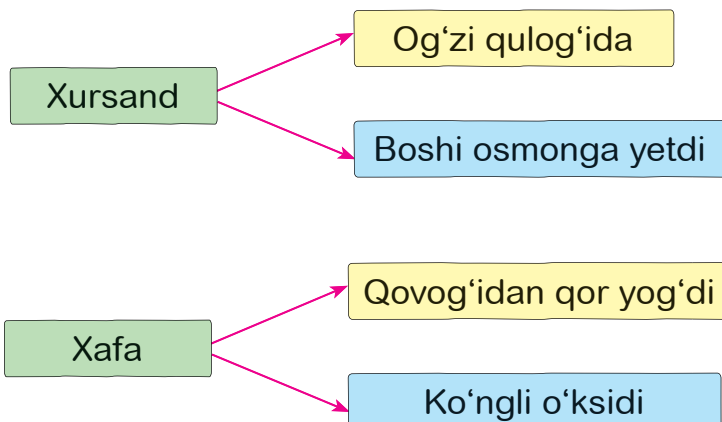 Xursand
Og‘zi qulog‘ida
Boshi osmonga yetdi
Xafa
Qovog‘idan qor yog‘di
Ko‘ngli o‘ksidi